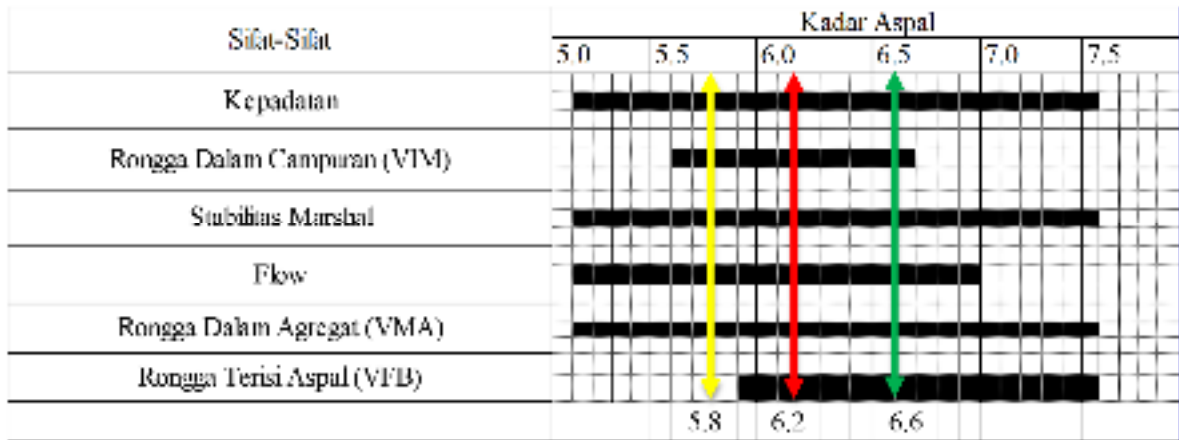 Sifat-Sifat
Kadar Aspal
5,0 5,5 6,0 6,5 7,0 7,5
Kepadatan
Rongga Dalam Campuran (VIM)
Stabilitas Marshal
Flow
Rongga Dalam Agregat (VMA)
Rongga Terisi Aspal (VFB)
5,8 6,2 6,6